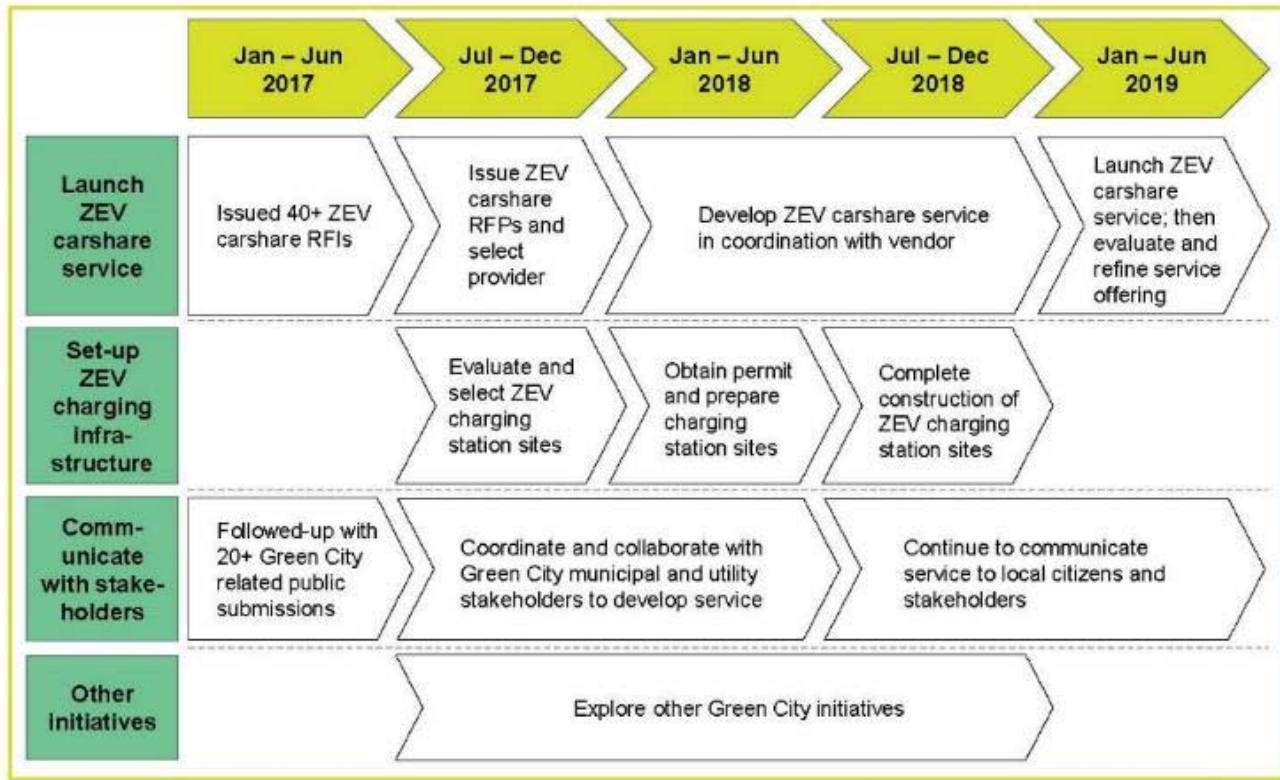 Jan – Jun
2017
Jul – Dec
2017
Jan – Jun
2018
Jul – Dec
2018
Jan – Jun
2019
Launch
ZEV
carshare
service
Issued 40+ ZEV
carshare RFIs
Issue ZEV
carshare
RFPs and
select
provider
Develop ZEV carshare service
in coordination with vendor
Launch ZEV
carshare
service; then
evaluate and
refine service
offering
Set-up
ZEV
charging
infra-
structure
Evaluate and
select ZEV
charging
station sites
Obtain permit
and prepare
charging
station sites
Complete
construction of
ZEV charging
station sites
Comm-
unicate
with stake-
holders
Followed-up with
20+ Green City
related public
submissions
Coordinate and collaborate with
Green City municipal and utility
stakeholders to develop service
Continue to communicate
service to local citizens and
stakeholders
Other
initiatives
Explore other Green City initiatives